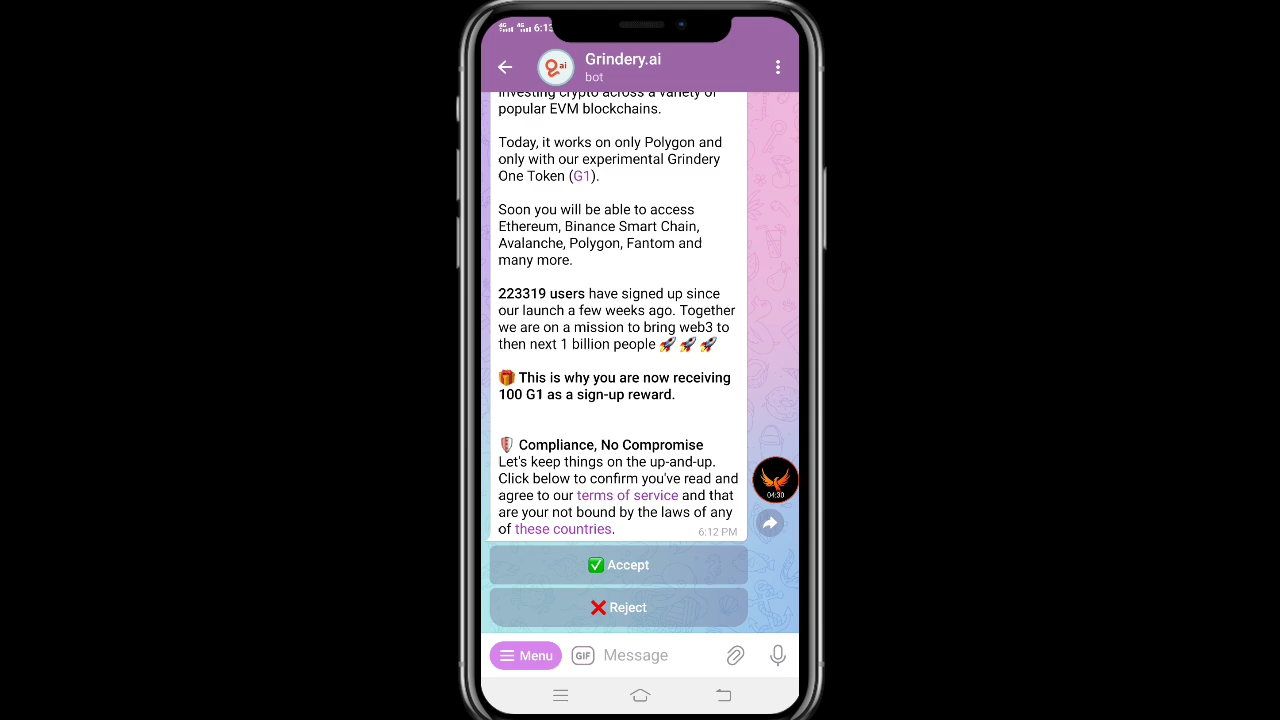 6:13
Grindery.ai
bot
investing crypto across a variety of
popular EVM blockchains.
Today, it works on only Polygon and
only with our experimental Grindery
One Token (G1).
Soon you will be able to access
Ethereum, Binance Smart Chain,
Avalanche, Polygon, Fantom and
many more.
223319 users have signed up since
our launch a few weeks ago. Together
we are on a mission to bring web3 to
then next 1 billion people 🚀 🚀 🚀
🎁 This is why you are now receiving
100 G1 as a sign-up reward.
Compliance, No Compromise
Let's keep things on the up-and-up.
Click below to confirm you've read and
agree to our terms of service and that
are your not bound by the laws of any
of these countries.
6:12 PM
04:30
✅ Accept
❌ Reject
Menu
GIF
Message